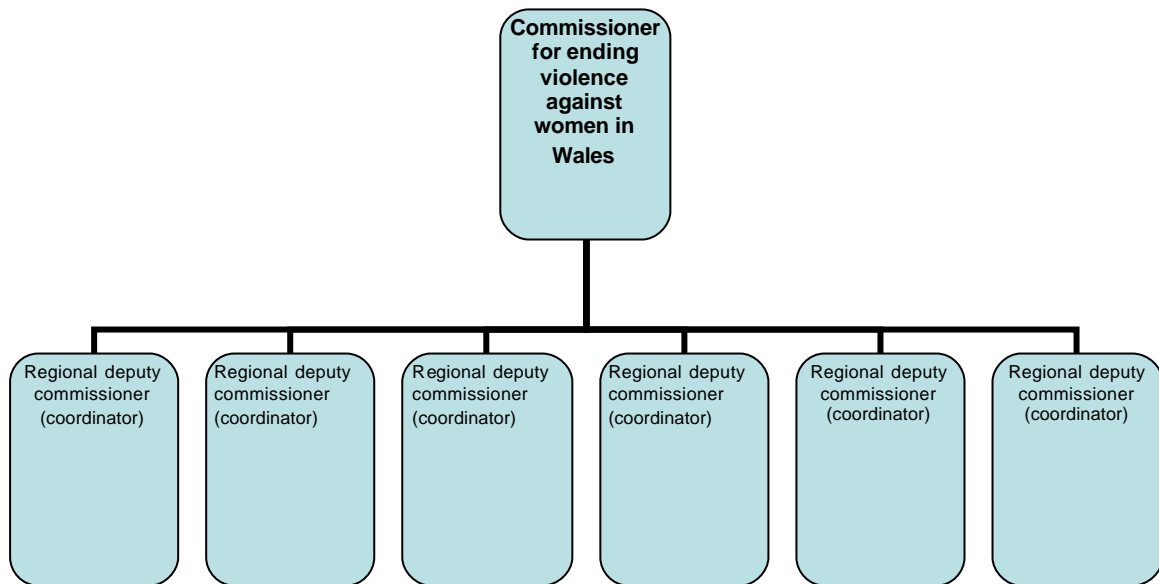 Commissioner
for ending
violence
against
women in
Wales
Regional deputy
commissioner
(coordinator)
Regional deputy
commissioner
(coordinator)
Regional deputy
commissioner
(coordinator)
Regional deputy
commissioner
(coordinator)
Regional deputy
commissioner
(coordinator)
Regional deputy
commissioner
(coordinator)